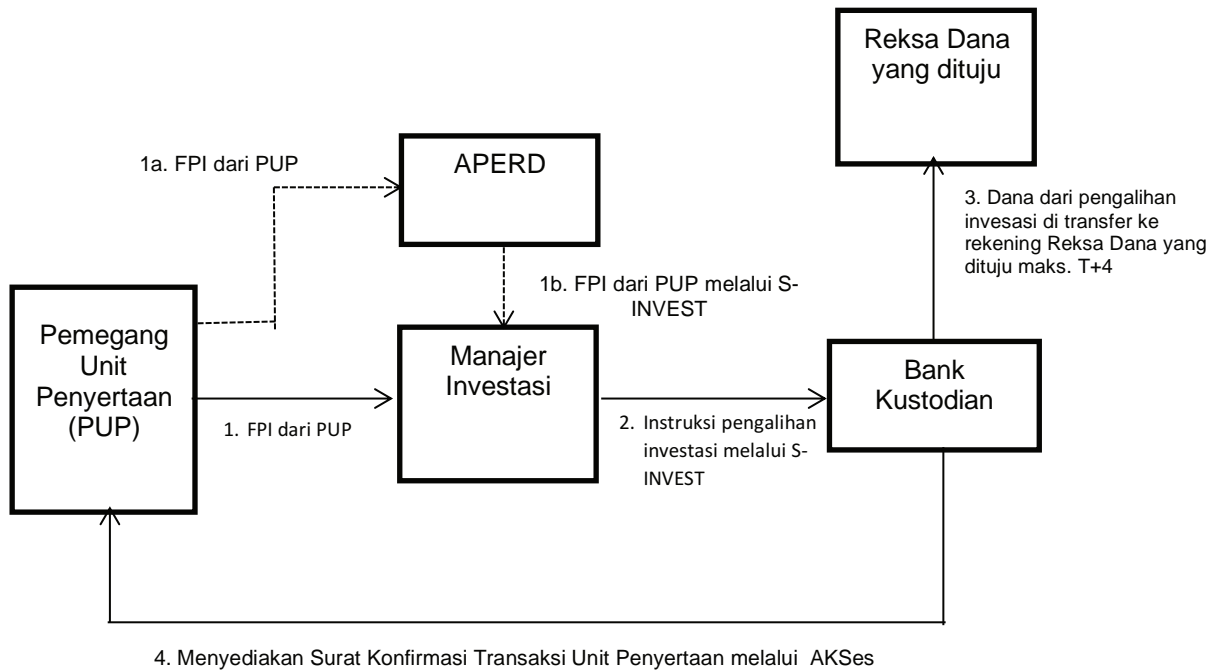 Reksa Dana
yang dituju
1a. FPI dari PUP
APERD
3. Dana dari pengalihan
invesasi di transfer ke
rekening Reksa Dana yang
dituju maks. T+4
1b. FPI dari PUP melalui S-
INVEST
Pemegang
Unit
Penyertaan
(PUP)
Manajer
Investasi
Bank
Kustodian
1. FPI dari PUP
2. Instruksi pengalihan
investasi melalui S-
INVEST
4. Menyediakan Surat Konfirmasi Transaksi Unit Penyertaan melalui AKSes